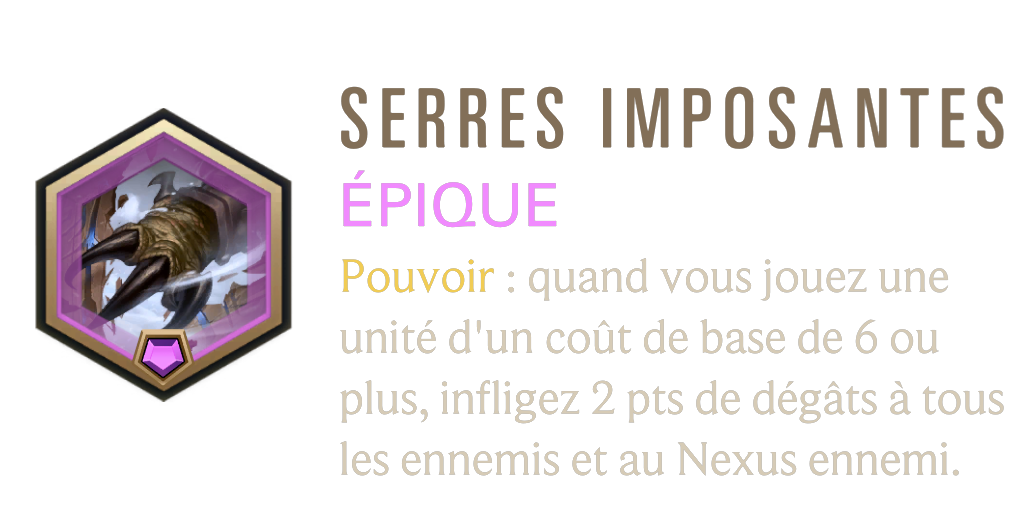 SERRES IMPOSANTES
ÉPIQUE
Pouvoir : quand vous jouez une
unité d'un coût de base de 6 ou
plus, infligez 2 pts de dégâts à tous
les ennemis et au Nexus ennemi.